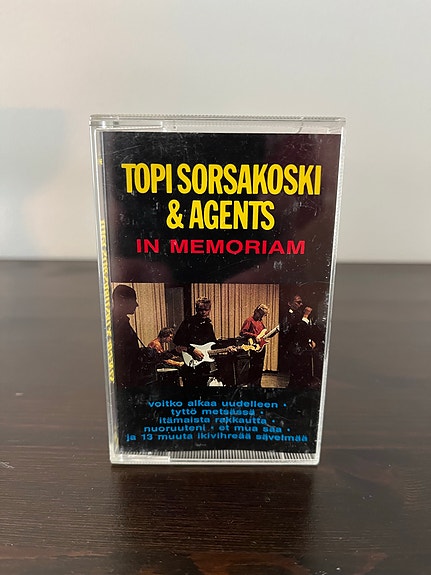 TOPI SORSAKOSKI
& AGENTS
IN MEMORIAM
voitko alkaa uudelleen •
tyttö metsässä •
itämaista rakkautta •
nuoruuteni • et mua saa •
ja 13 muuta ikivihreää sävelmää